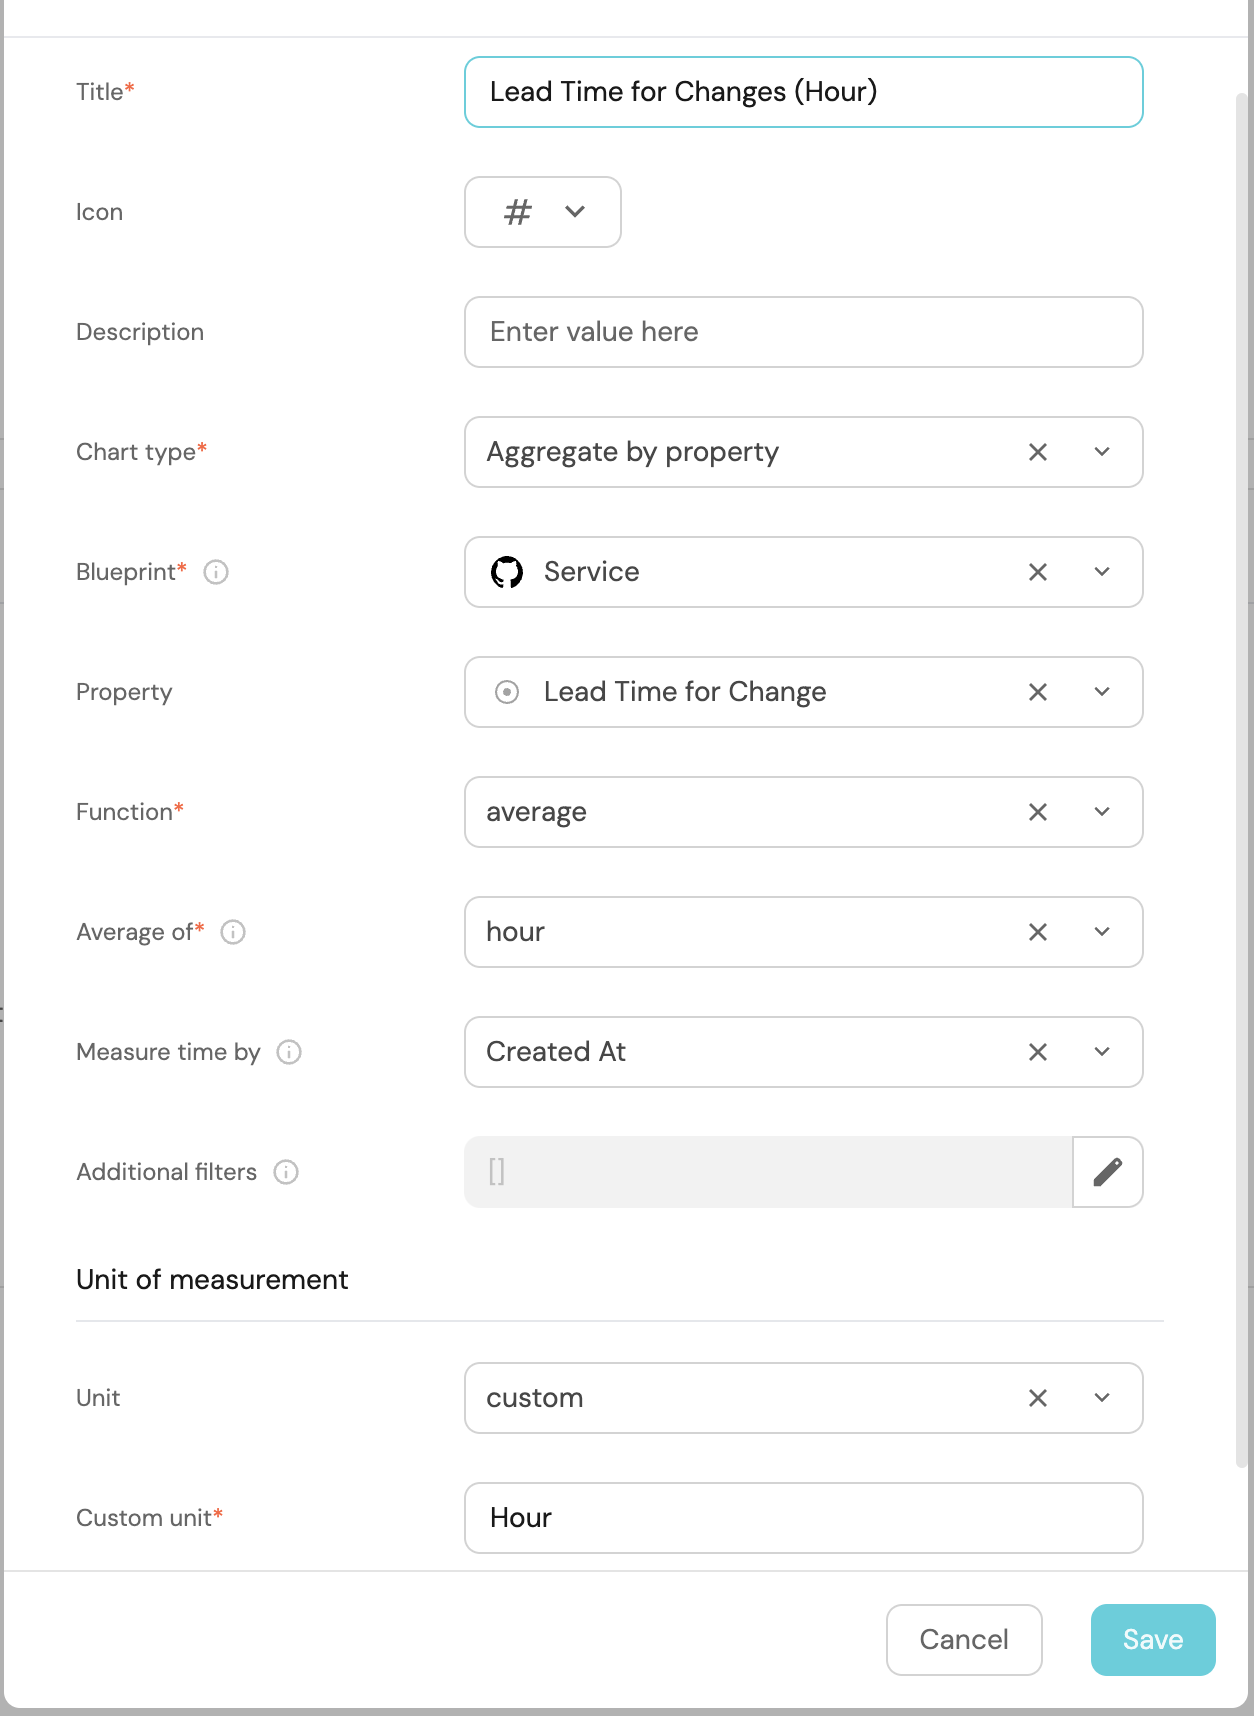 Title* Lead Time for Changes (Hour)
Icon #
Description Enter value here
Chart type* Aggregate by property
Blueprint* Service
Property Lead Time for Change
Function* average
Average of* hour
Measure time by Created At
Additional filters []
Unit of measurement
Unit custom
Custom unit* Hour
Cancel Save